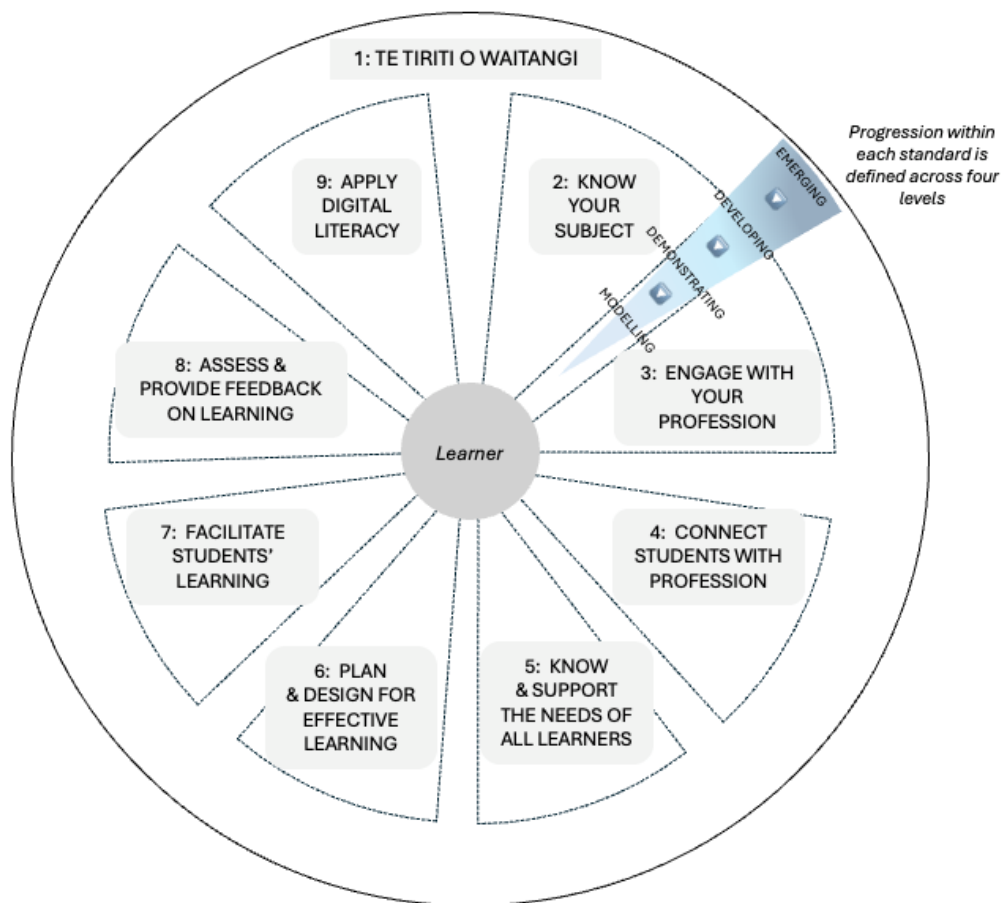 1: TE TIRITI O WAITANGI
Progression within
each standard is
defined across four
levels
EMERGING
DEVELOPING
DEMONSTRATING
MODELLING
2: KNOW
YOUR
SUBJECT
3: ENGAGE WITH
YOUR
PROFESSION
4: CONNECT
STUDENTS WITH
PROFESSION
5: KNOW
& SUPPORT
THE NEEDS OF
ALL LEARNERS
6: PLAN
& DESIGN FOR
EFFECTIVE
LEARNING
7: FACILITATE
STUDENTS’
LEARNING
8: ASSESS &
PROVIDE FEEDBACK
ON LEARNING
9: APPLY
DIGITAL
LITERACY
Learner